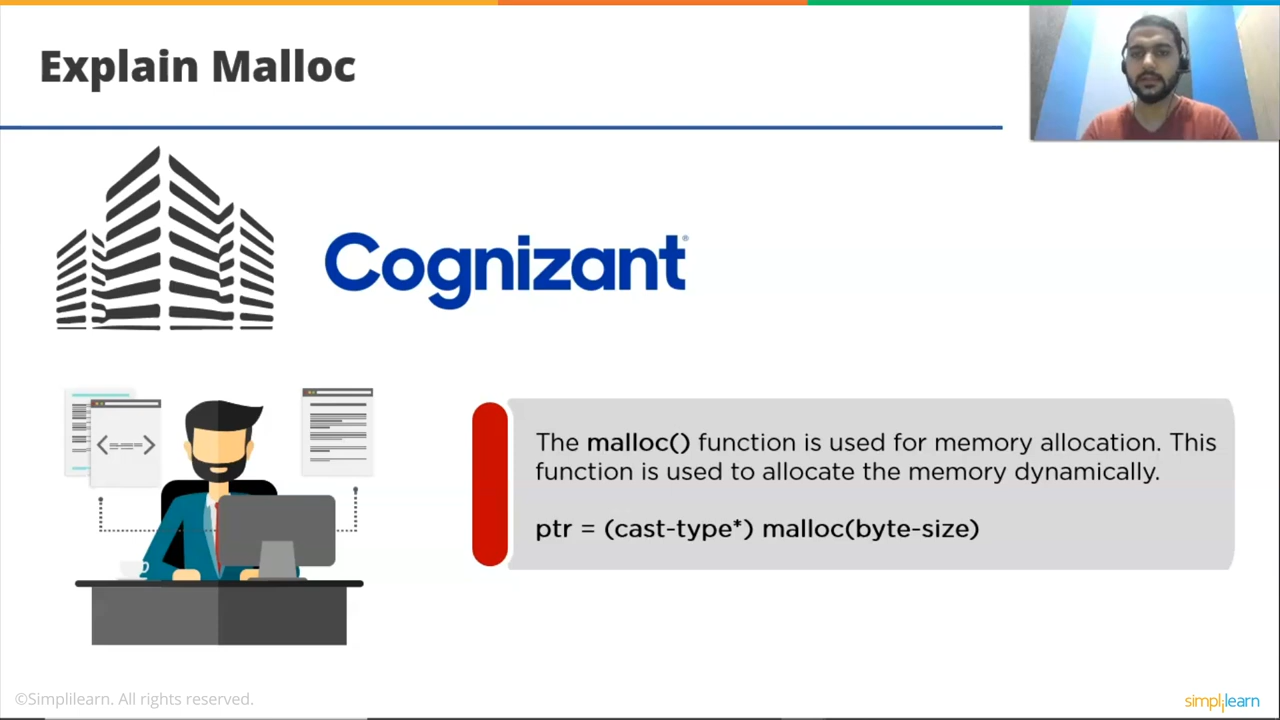 Explain Malloc
Cognizant®
The malloc() function is used for memory allocation. This
function is used to allocate the memory dynamically.
ptr = (cast-type*) malloc(byte-size)
©Simplilearn. All rights reserved.
simplilearn